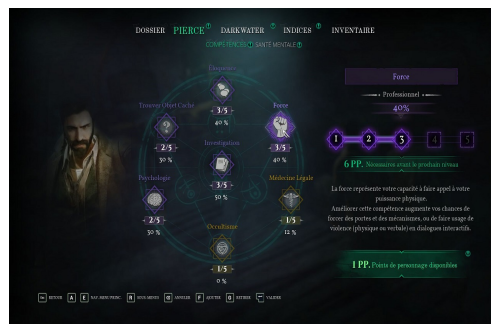 DOSSIER PIERCE DARKWATER INDICES INVENTAIRE
COMPÉTENCES SANTÉ MENTALE
Éloquence
3/5
40 %
Trouver Objet Caché
2/5
30 %
Force
3/5
40 %
Investigation
3/5
50 %
Psychologie
2/5
30 %
Médecine Légale
1/5
12 %
Occultisme
1/5
0 %
Force
Professionnel
40%
1 2 3 4 5
6 PP. Nécessaires avant le prochain niveau
La force représente votre capacité à faire appel à votre
puissance physique.
Améliorer cette compétence augmente vos chances de
forcer des portes et des mécanismes, ou de faire usage de
violence (physique ou verbale) en dialogues interactifs.
1 PP. Points de personnage disponibles
RETOUR A E NAV. MENU PRINC. R SOUS-MENUS ANNULER F AJOUTER RETIRER VALIDER